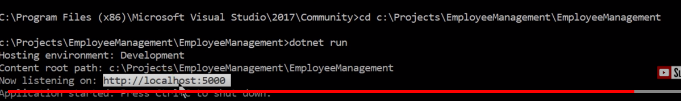 C:\Program Files (x86)\Microsoft Visual Studio\2017\Community>cd c:\Projects\EmployeeManagement\EmployeeManagement
c:\Projects\EmployeeManagement\EmployeeManagement>dotnet run
Hosting environment: Development
Content root path: c:\Projects\EmployeeManagement\EmployeeManagement
Now listening on: http://localhost:5000
Application started. Press Ctrl+C to shut down.